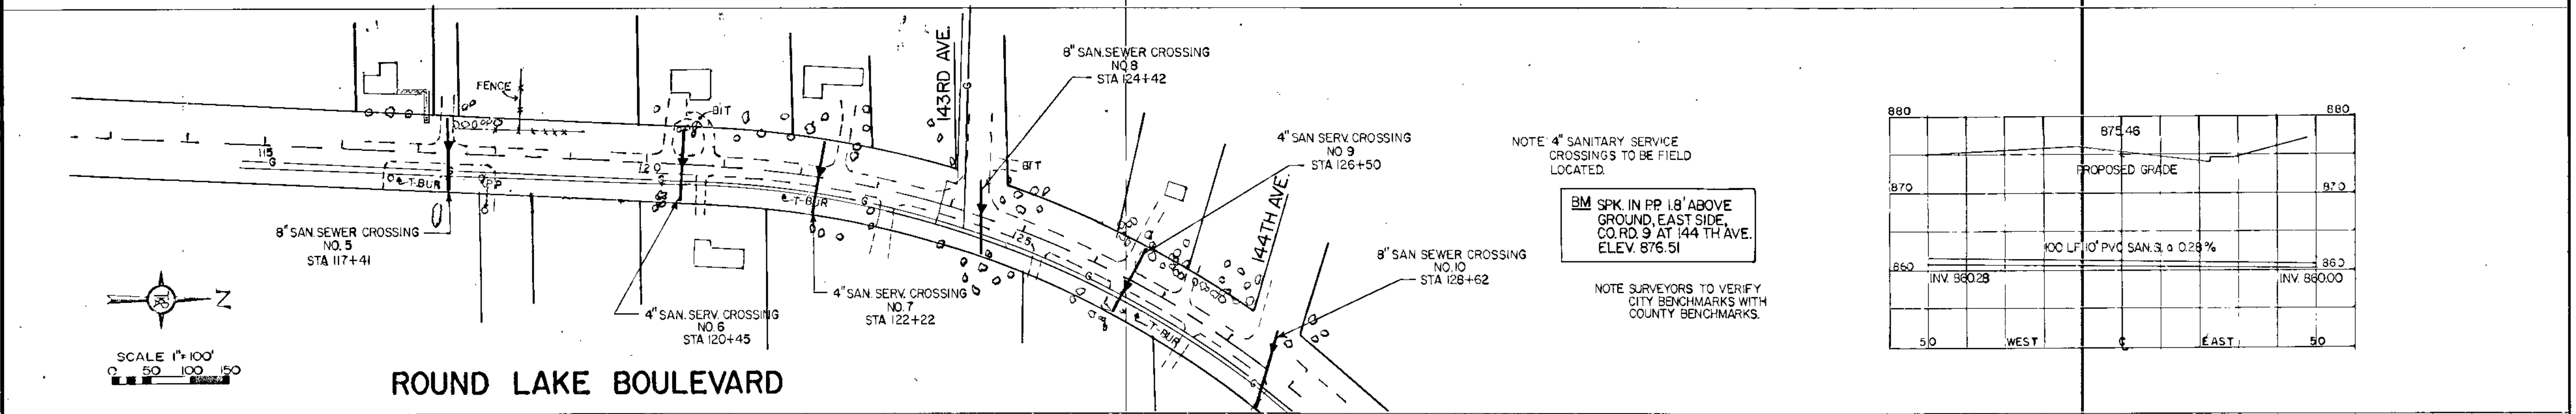 8" SAN.SEWER CROSSING
NO.8
STA 124+42
143RD AVE.
FENCE
BIT
4" SAN SERV. CROSSING
NO 9
STA 126+50
NOTE: 4" SANITARY SERVICE
CROSSINGS TO BE FIELD
LOCATED.
880
880
875.46
PROPOSED GRADE
115
G
120
G
T-BUR
PP
G
BIT
T-BUR
G
125
144TH AVE.
870
870
BM SPK. IN P.P. 1.8' ABOVE
GROUND, EAST SIDE,
CO. RD. 9 AT 144 TH AVE.
ELEV. 876.51
8" SAN.SEWER CROSSING
NO. 5
STA 117+41
8" SAN SEWER CROSSING
NO.10
STA 128+62
100 LF 10" PVC SAN. S. @ 0.28 %
860
860
INV. 860.28
INV. 860.00
Z
4" SAN. SERV. CROSSING
NO. 7
STA 122+22
NOTE SURVEYORS TO VERIFY
CITY BENCHMARKS WITH
COUNTY BENCHMARKS.
4" SAN. SERV. CROSSING
NO. 6
STA 120+45
G
T-BUR
G
50
WEST
℄
EAST
50
SCALE 1"=100'
0 50 100 150
ROUND LAKE BOULEVARD